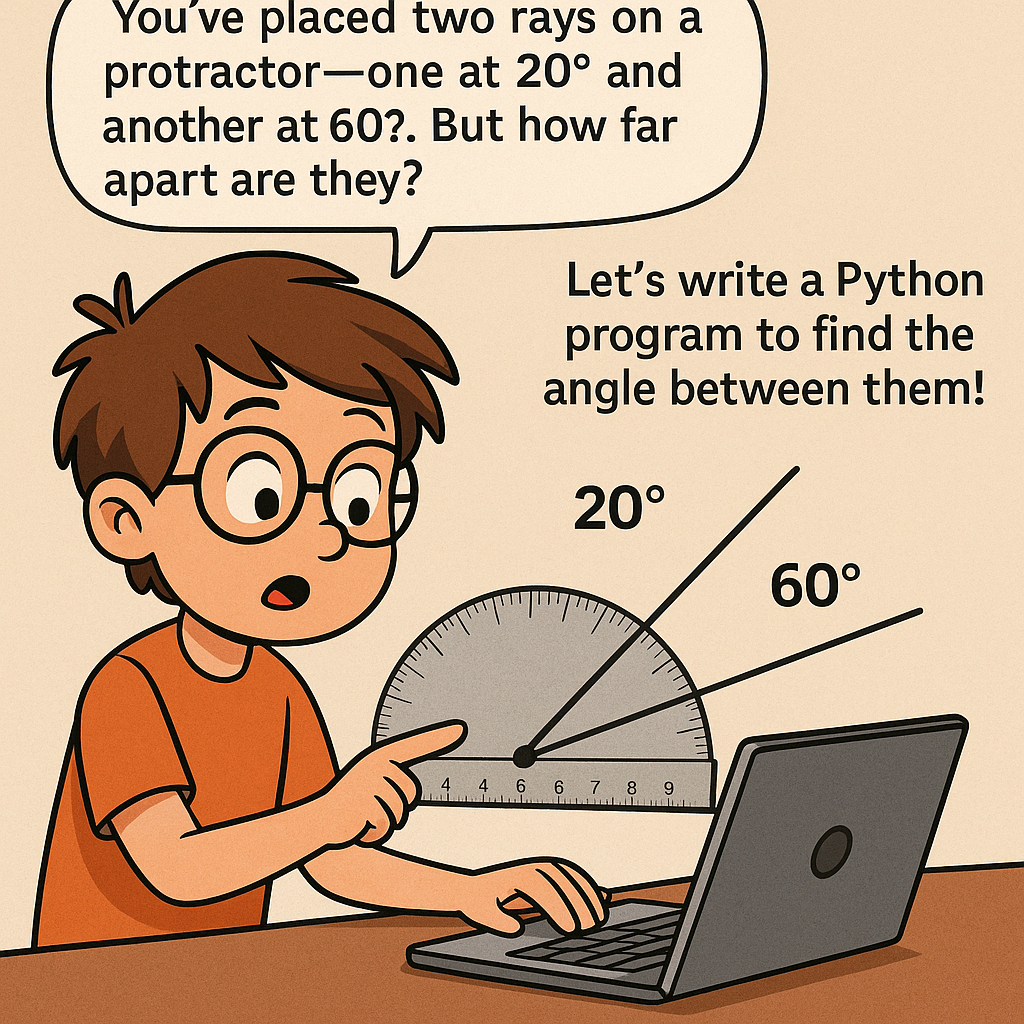 You've placed two rays on a
protractor—one at 20° and
another at 60?. But how far
apart are they?
Let's write a Python
program to find the
angle between them!
20°
60°
4 4 6 6 7 8 9